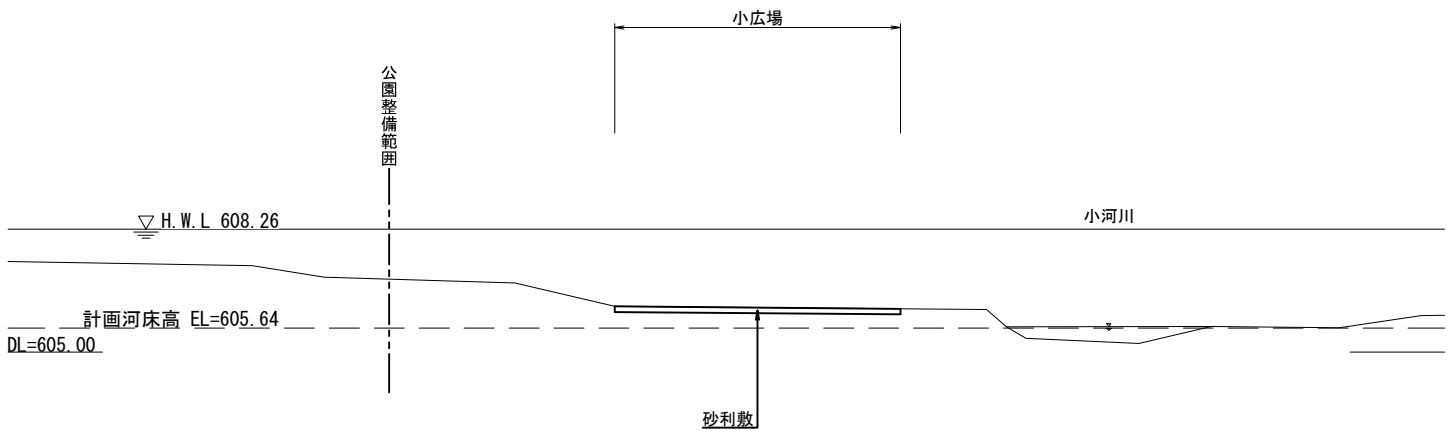 小広場
公園整備範囲
H.W.L 608.26
小河川
計画河床高 EL=605.64
DL=605.00
砂利敷